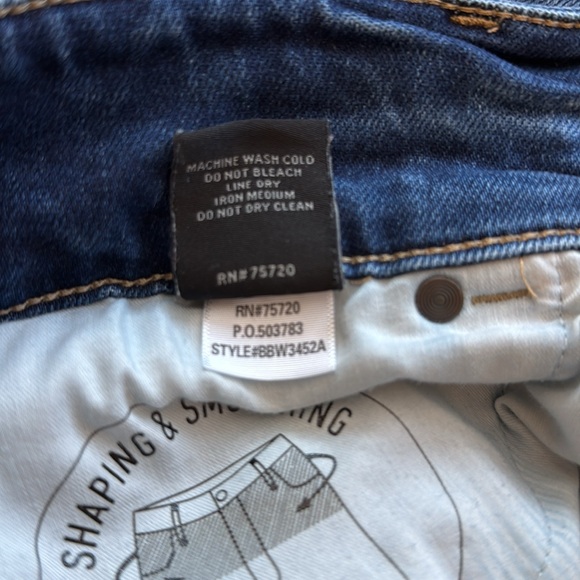 MACHINE WASH COLD
DO NOT BLEACH
LINE DRY
IRON MEDIUM
DO NOT DRY CLEAN
RN# 75720
RN#75720
P.O.503783
STYLE#BBW3452A
SHAPING & SMOOTHING